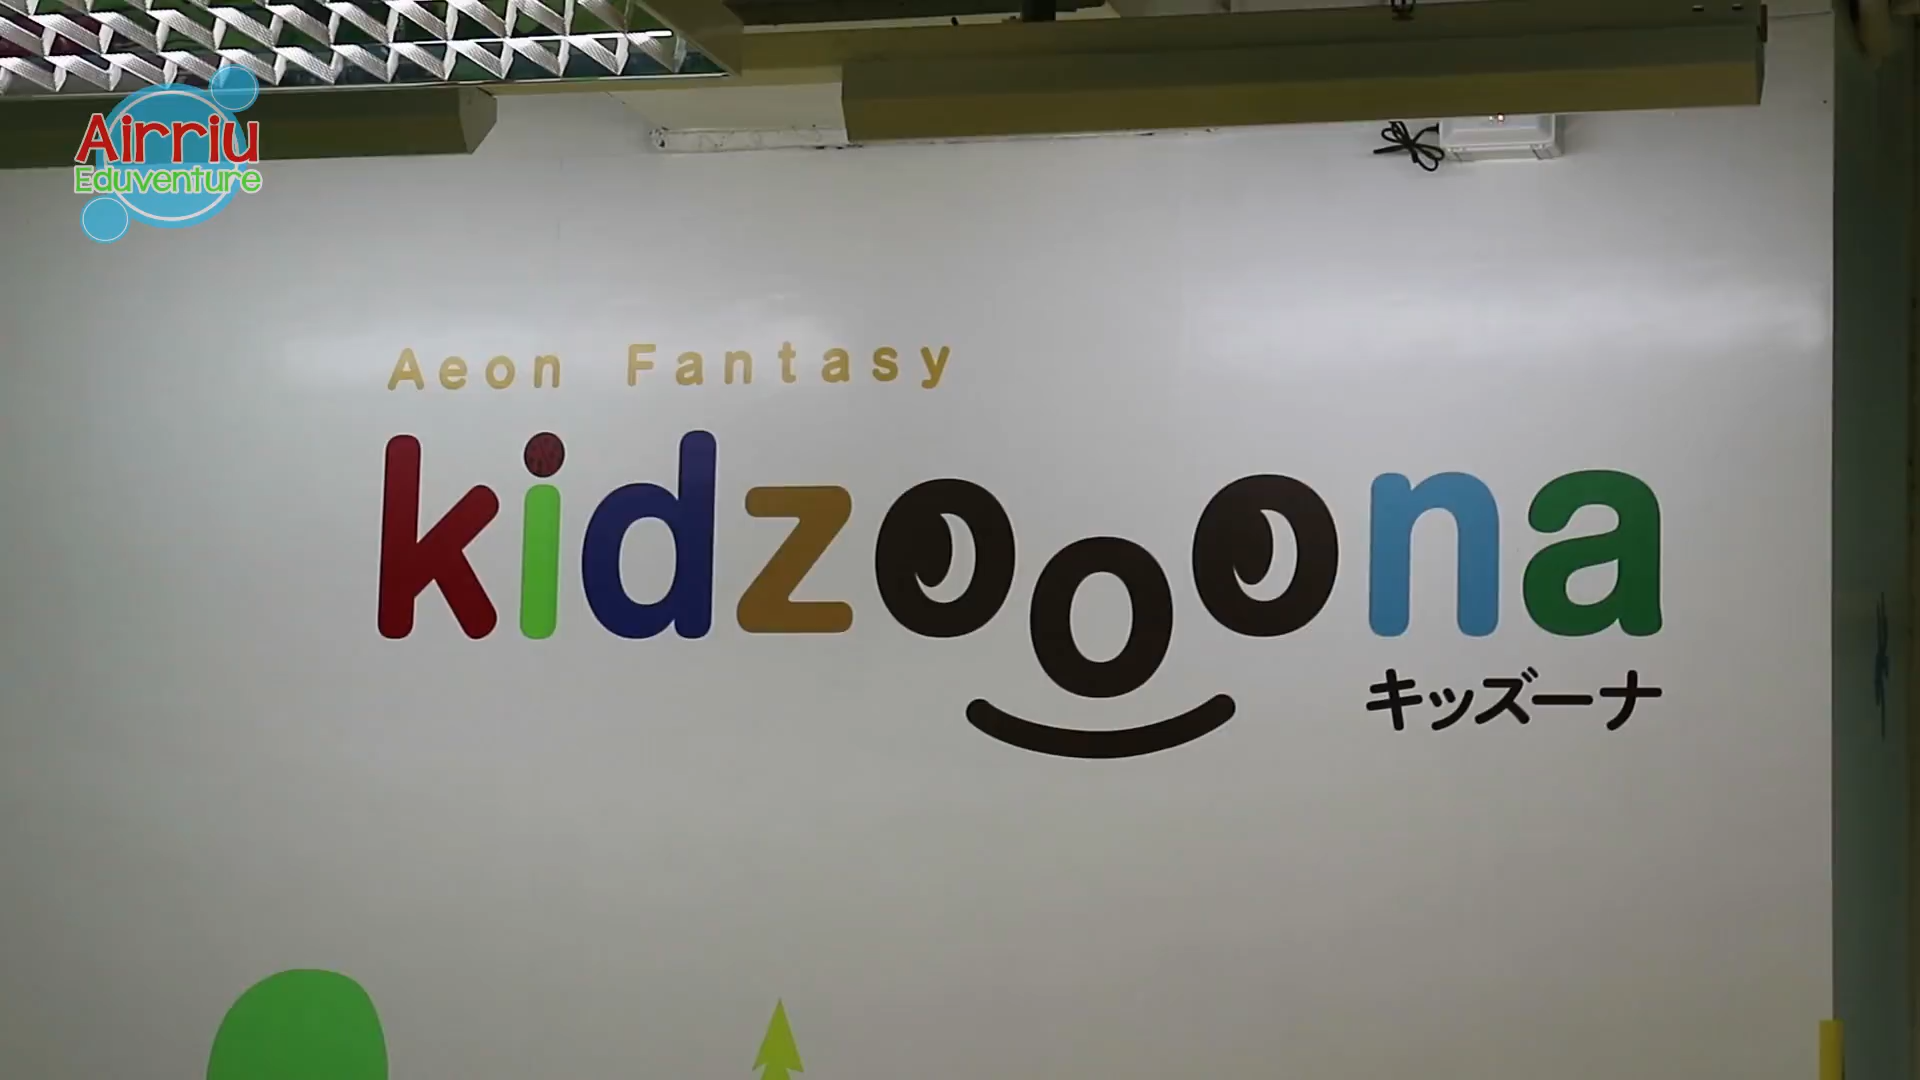 Airriu
Eduventure
Aeon Fantasy
kidzooona
キッズーナ